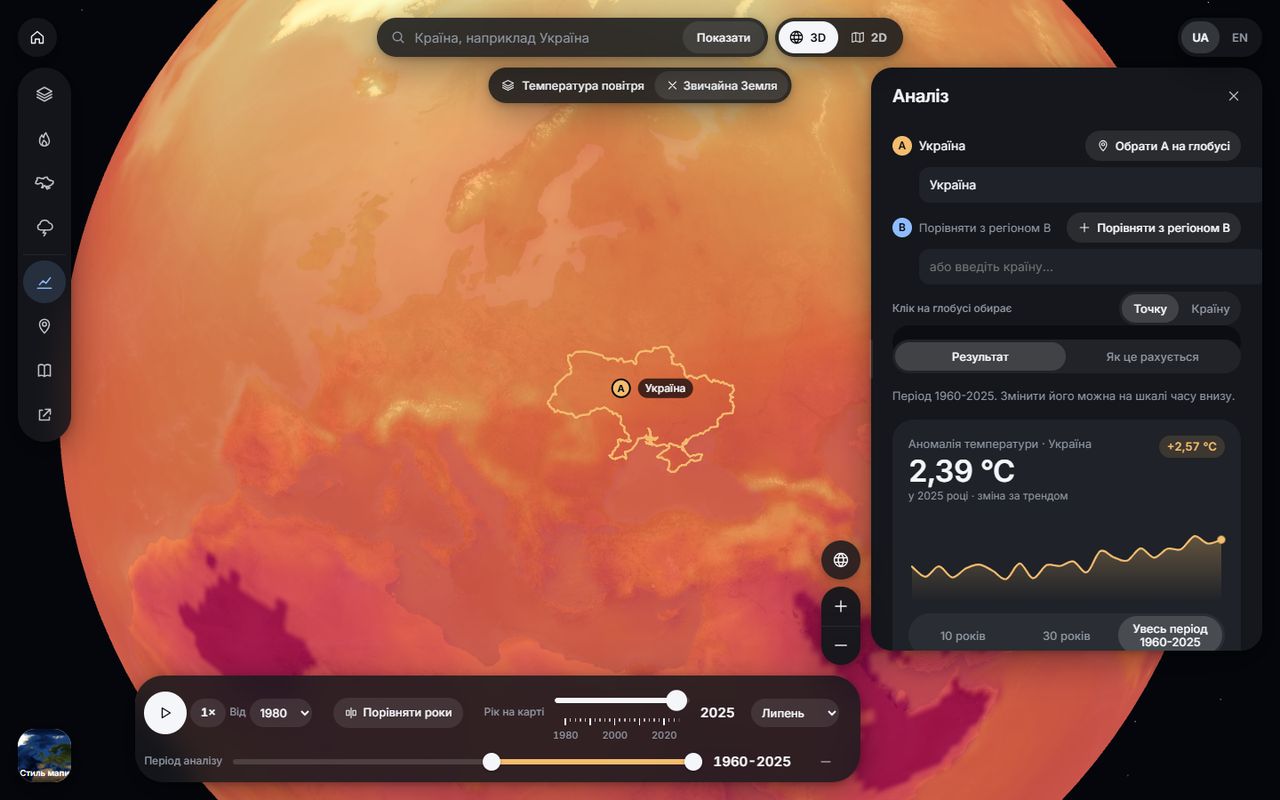 Країна, наприклад Україна
Показати
3D
2D
UA
EN
Температура повітря
Звичайна Земля
Аналіз
A
Україна
Обрати A на глобусі
Україна
B
Порівняти з регіоном B
Порівняти з регіоном B
або введіть країну...
Клік на глобусі обирає
Точку
Країну
Результат
Як це рахується
Період 1960-2025. Змінити його можна на шкалі часу внизу.
Аномалія температури · Україна
+2,57 °C
2,39 °C
у 2025 році · зміна за трендом
10 років
30 років
Увесь період
1960-2025
A
Україна
1×
Від
1980
Порівняти роки
Рік на карті
1980
2000
2020
2025
Липень
Період аналізу
1960-2025
Стиль мапи